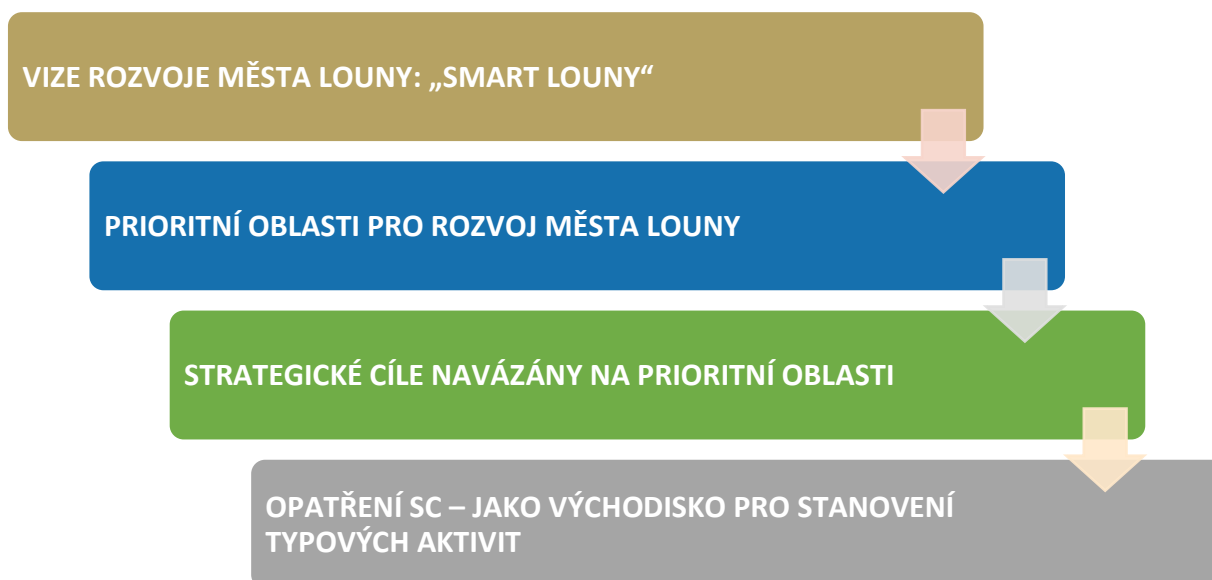 VIZE ROZVOJE MĚSTA LOUNY: „SMART LOUNY“
PRIORITNÍ OBLASTI PRO ROZVOJ MĚSTA LOUNY
STRATEGICKÉ CÍLE NAVÁZÁNY NA PRIORITNÍ OBLASTI
OPATŘENÍ SC – JAKO VÝCHODISKO PRO STANOVENÍ
TYPOVÝCH AKTIVIT